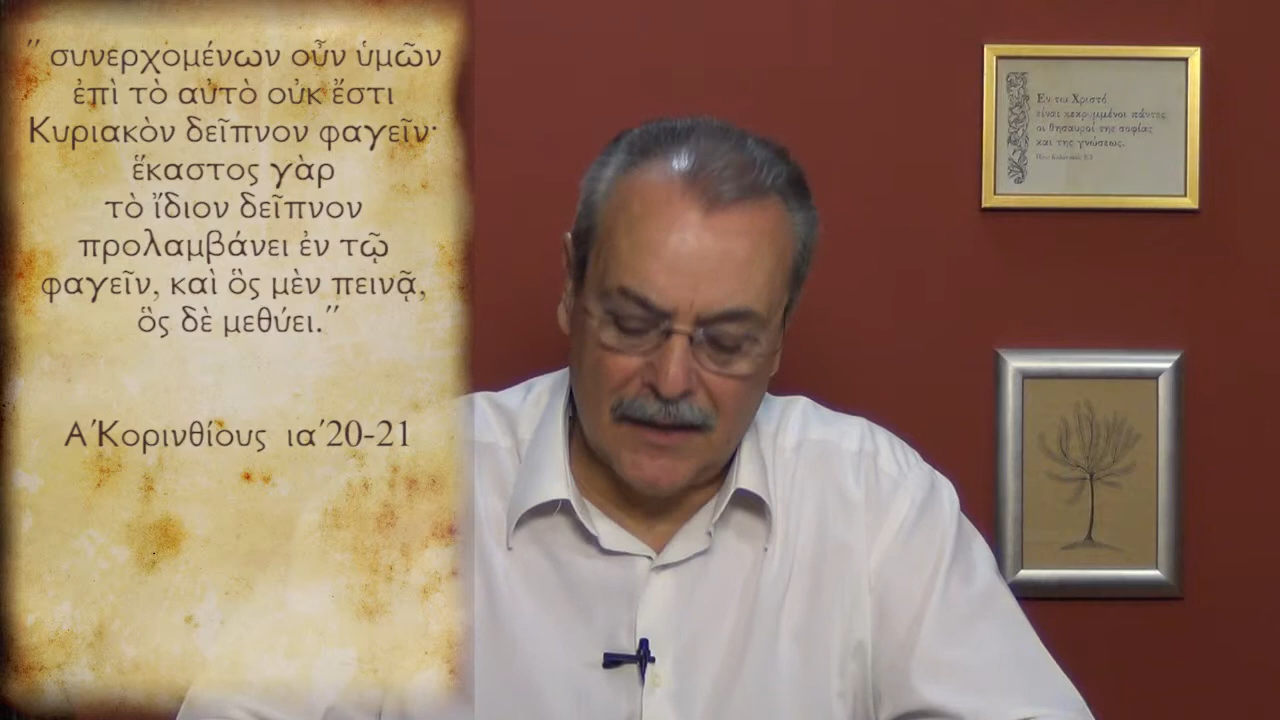 " συνερχομένων οὖν ὑμῶν
ἐπὶ τὸ αὐτὸ οὐκ ἔστι
Κυριακὸν δεῖπνον φαγεῖν·
ἕκαστος γὰρ
τὸ ἴδιον δεῖπνον
προλαμβάνει ἐν τῷ
φαγεῖν, καὶ ὃς μὲν πεινᾷ,
ὃς δὲ μεθύει."
Α΄Κορινθίους ια΄20-21
Εν τω Χριστό
είναι κεκρυμμένοι πάντες
οι θησαυροί της σοφίας
και της γνώσεως.